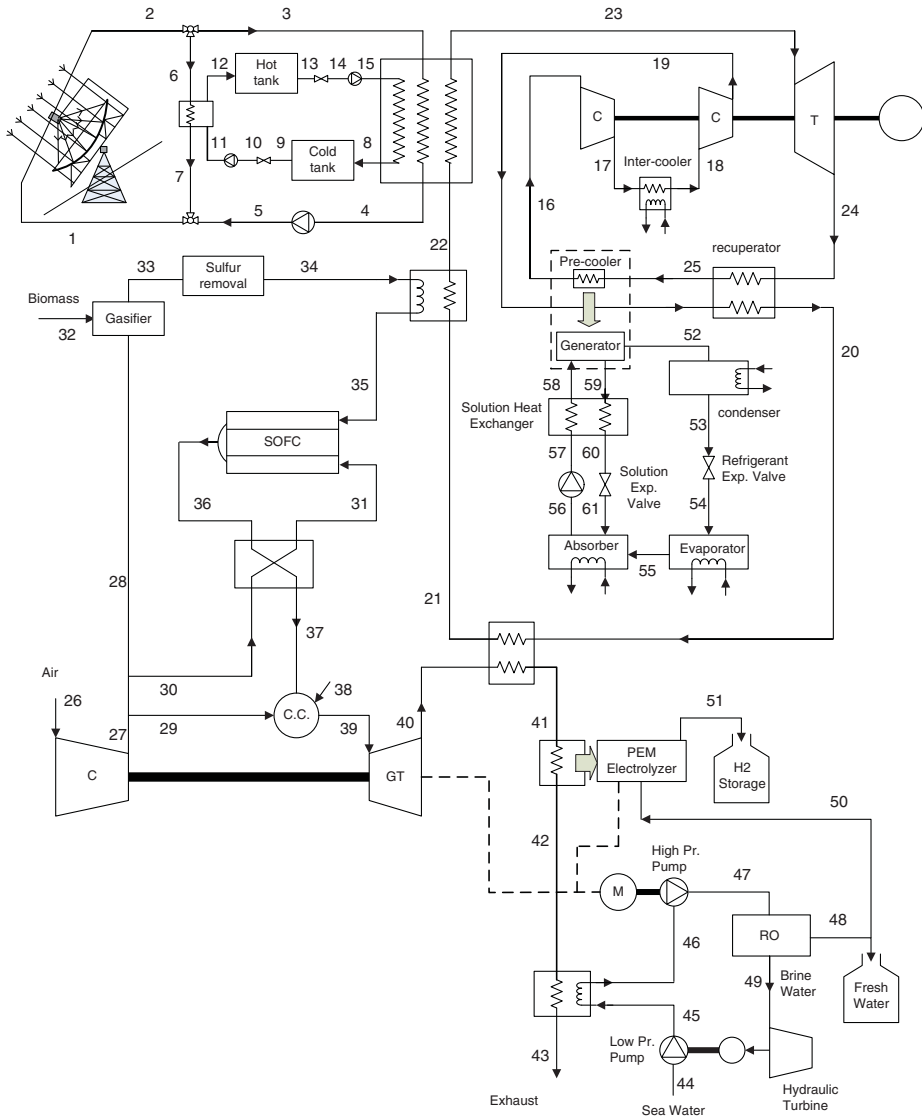 2
3
23
6
12
Hot
tank
13
14
15
19
C
C
T
11
10
9
Cold
tank
8
17
Inter-cooler
18
16
24
7
1
5
4
22
33
Sulfur
removal
34
Pre-cooler
25
recuperator
Biomass
32
Gasifier
Generator
52
20
58
59
condenser
35
Solution Heat
Exchanger
53
SOFC
57
60
Solution
Exp.
Valve
Refrigerant
Exp. Valve
36
31
56
61
54
Absorber
55
Evaporator
28
21
37
Air
26
30
38
27
29
C.C.
39
40
41
51
C
GT
PEM
Electrolyzer
H2
Storage
50
42
High Pr.
Pump
47
M
RO
48
46
49
Brine
Water
Fresh
Water
45
43
Low Pr.
Pump
44
Hydraulic
Turbine
Exhaust
Sea Water